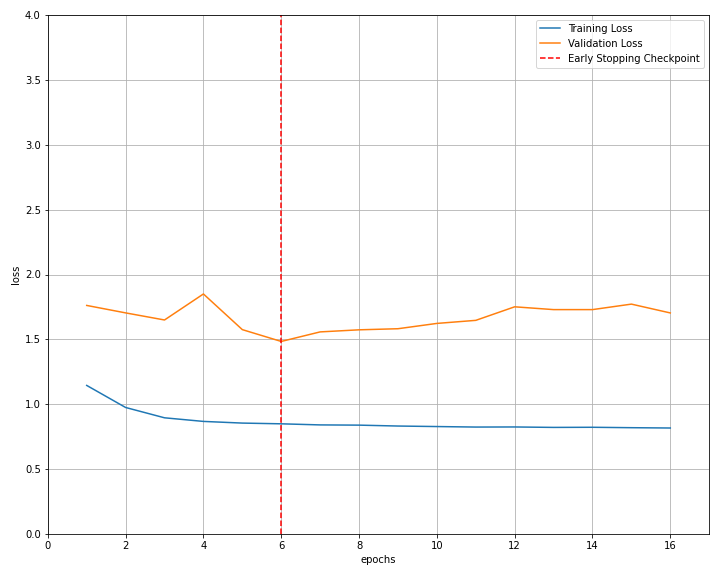 4.0
3.5
3.0
2.5
2.0
1.5
1.0
0.5
0.0
loss
Training Loss
Validation Loss
Early Stopping Checkpoint
0 2 4 6 8 10 12 14 16
epochs